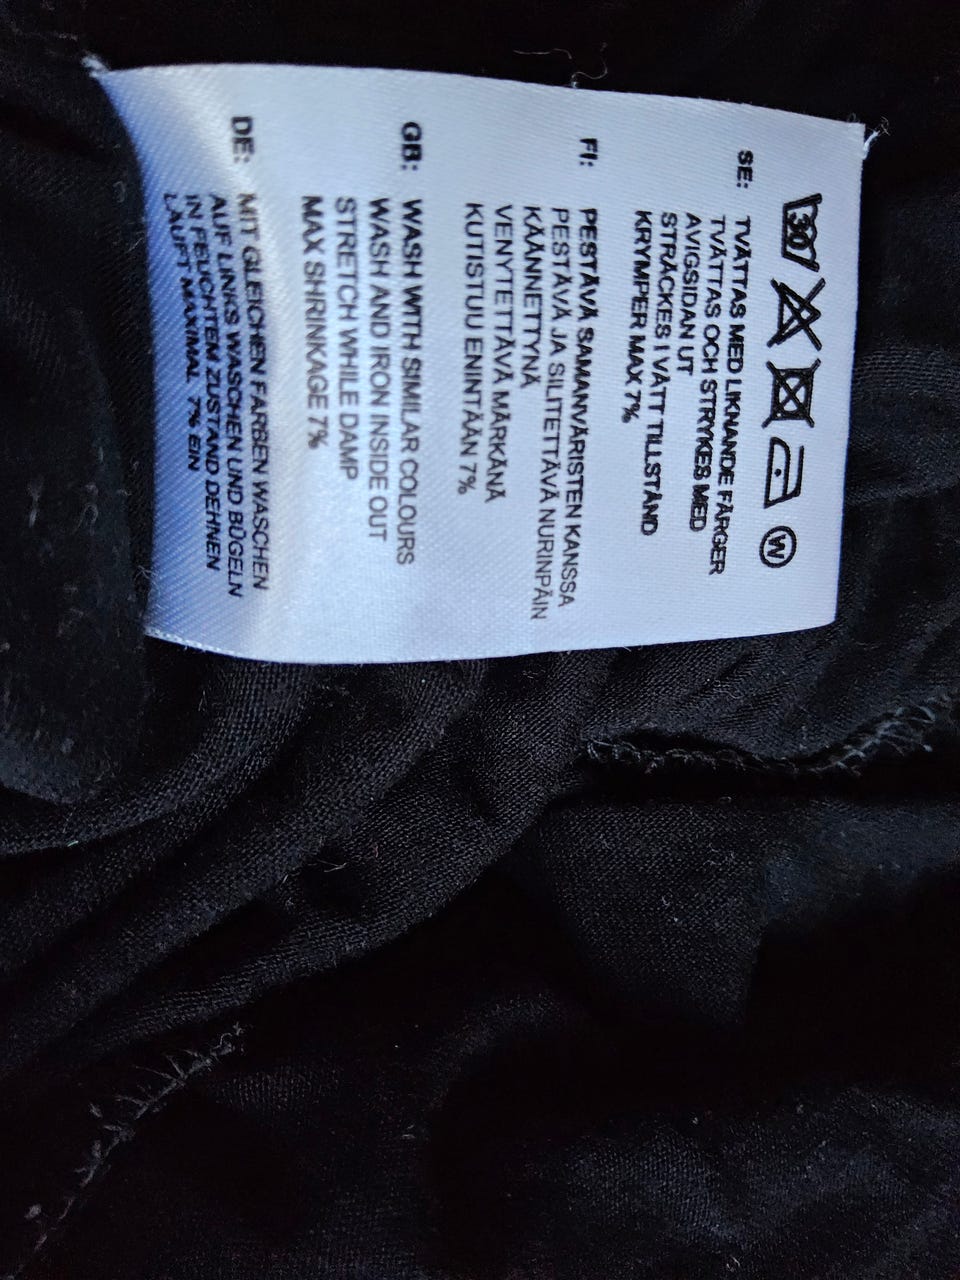 30 W
SE: TVÄTTAS MED LIKNANDE FÄRGER
TVÄTTAS OCH STRYKES MED
AVIGSIDAN UT
STRÄCKES I VÅTT TILLSTÅND
KRYMPER MAX 7%
FI: PESTÄVÄ SAMANVÄRISTEN KANSSA
PESTÄVÄ JA SILITETTÄVÄ NURINPÄIN
KÄÄNNETTYNÄ
VENYTETTÄVÄ MÄRKÄNÄ
KUTISTUU ENINTÄÄN 7%
GB: WASH WITH SIMILAR COLOURS
WASH AND IRON INSIDE OUT
STRETCH WHILE DAMP
MAX SHRINKAGE 7%
DE: MIT GLEICHEN FARBEN WASCHEN
AUF LINKS WASCHEN UND BÜGELN
IN FEUCHTEM ZUSTAND DEHNEN
LÄUFT MAXIMAL 7% EIN